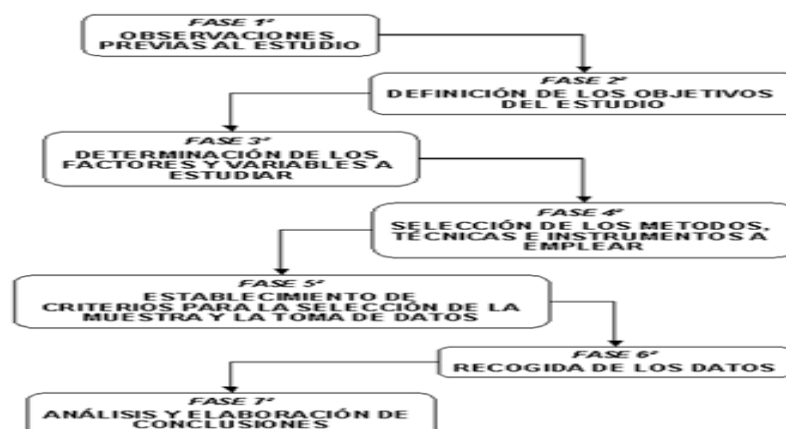 FASE 1ª
OBSERVACIONES
PREVIAS AL ESTUDIO
FASE 2ª
DEFINICIÓN DE LOS OBJETIVOS
DEL ESTUDIO
FASE 3ª
DETERMINACIÓN DE LOS
FACTORES Y VARIABLES A
ESTUDIAR
FASE 4ª
SELECCIÓN DE LOS METODOS,
TÉCNICAS E INSTRUMENTOS A
EMPLEAR
FASE 5ª
ESTABLECIMIENTO DE
CRITERIOS PARA LA SELECCIÓN DE LA
MUESTRA Y LA TOMA DE DATOS
FASE 6ª
RECOGIDA DE LOS DATOS
FASE 7ª
ANÁLISIS Y ELABORACIÓN DE
CONCLUSIONES